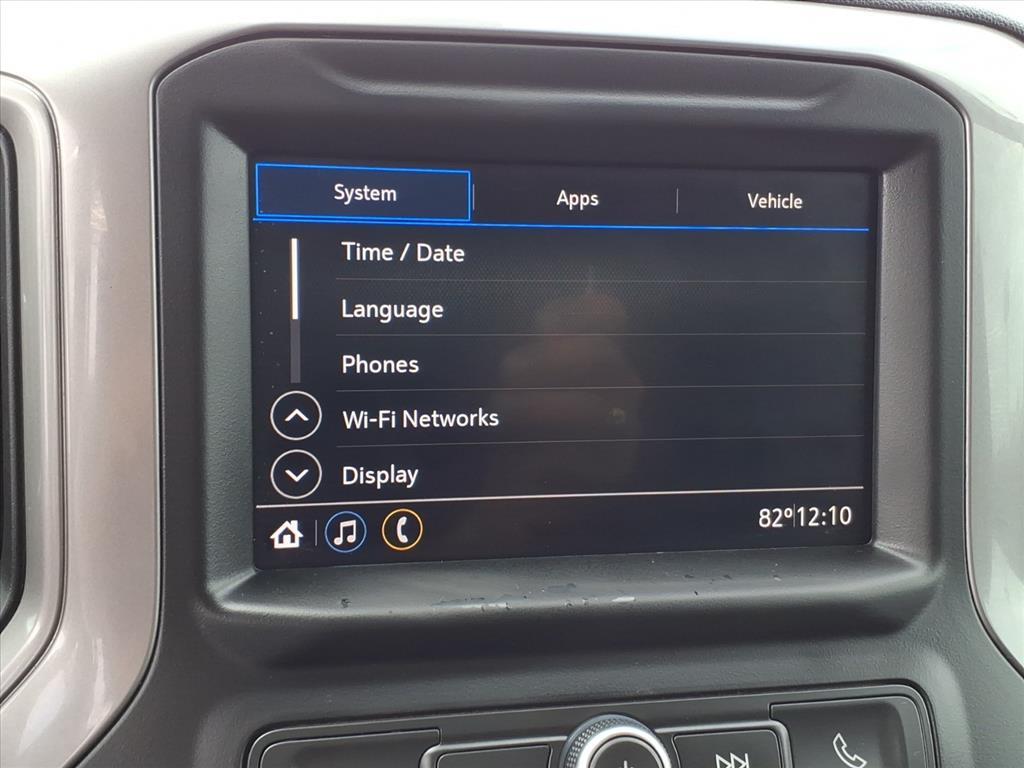 System Apps Vehicle
Time / Date
Language
Phones
Wi-Fi Networks
Display
82° 12:10